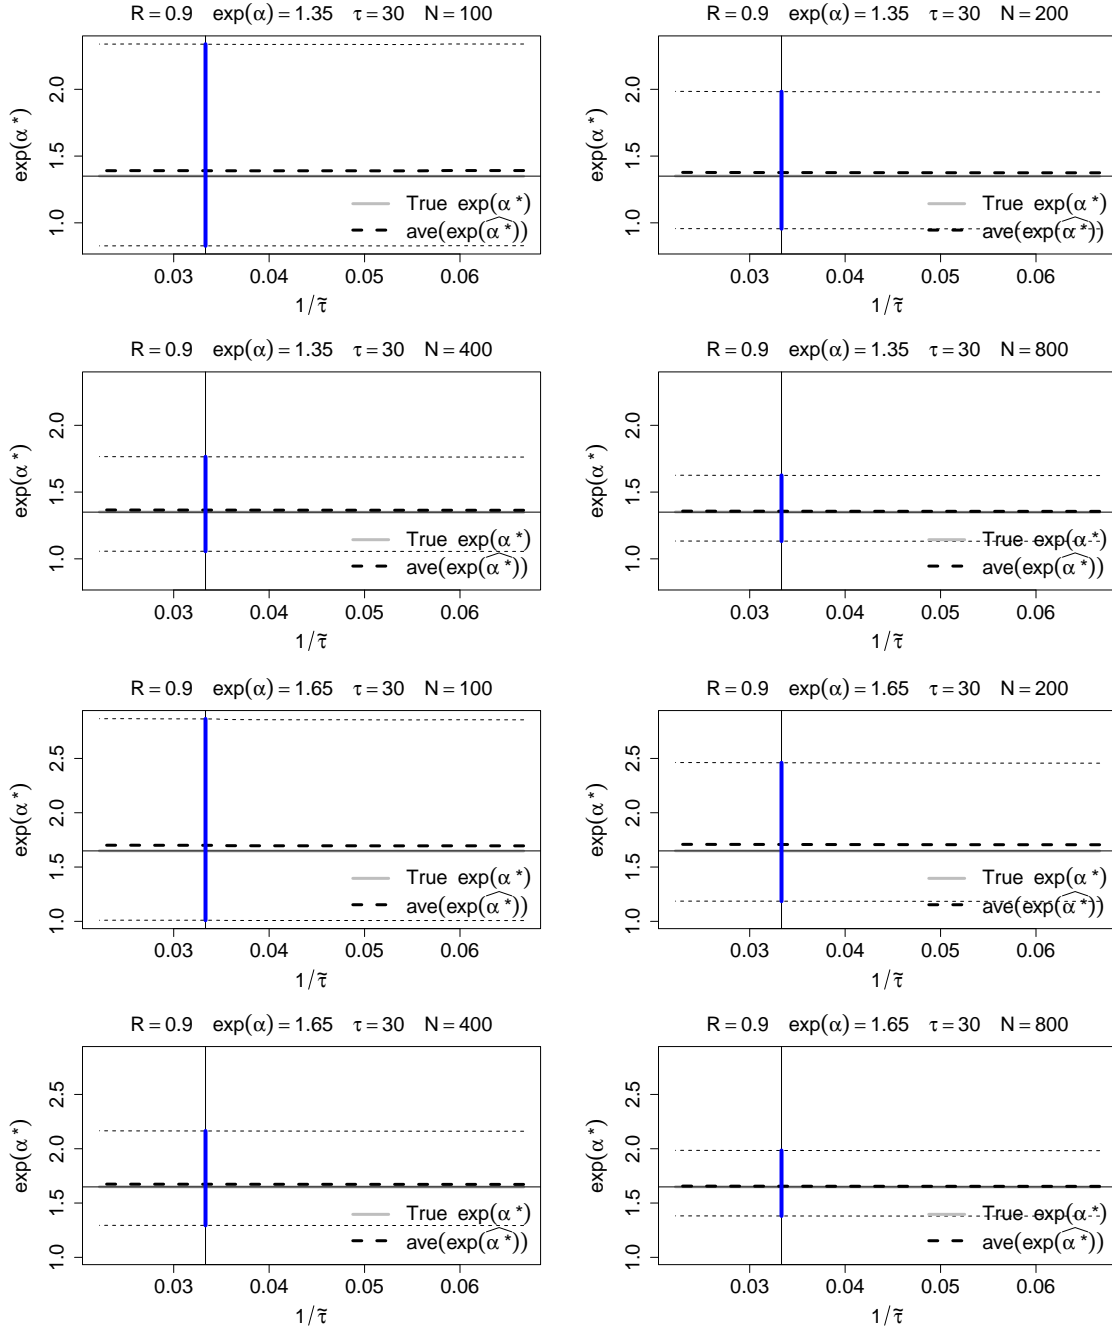 R = 0.9 exp(α) = 1.35 τ = 30 N = 100
exp(α*)
2.0
1.5
1.0
True exp(α*)
ave(exp(α*^))
0.03 0.04 0.05 0.06
1/τ̃
R = 0.9 exp(α) = 1.35 τ = 30 N = 200
exp(α*)
2.0
1.5
1.0
True exp(α*)
ave(exp(α*^))
0.03 0.04 0.05 0.06
1/τ̃
R = 0.9 exp(α) = 1.35 τ = 30 N = 400
exp(α*)
2.0
1.5
1.0
True exp(α*)
ave(exp(α*^))
0.03 0.04 0.05 0.06
1/τ̃
R = 0.9 exp(α) = 1.35 τ = 30 N = 800
exp(α*)
2.0
1.5
1.0
True exp(α*)
ave(exp(α*^))
0.03 0.04 0.05 0.06
1/τ̃
R = 0.9 exp(α) = 1.65 τ = 30 N = 100
exp(α*)
2.5
2.0
1.5
1.0
True exp(α*)
ave(exp(α*^))
0.03 0.04 0.05 0.06
1/τ̃
R = 0.9 exp(α) = 1.65 τ = 30 N = 200
exp(α*)
2.5
2.0
1.5
1.0
True exp(α*)
ave(exp(α*^))
0.03 0.04 0.05 0.06
1/τ̃
R = 0.9 exp(α) = 1.65 τ = 30 N = 400
exp(α*)
2.5
2.0
1.5
1.0
True exp(α*)
ave(exp(α*^))
0.03 0.04 0.05 0.06
1/τ̃
R = 0.9 exp(α) = 1.65 τ = 30 N = 800
exp(α*)
2.5
2.0
1.5
1.0
True exp(α*)
ave(exp(α*^))
0.03 0.04 0.05 0.06
1/τ̃